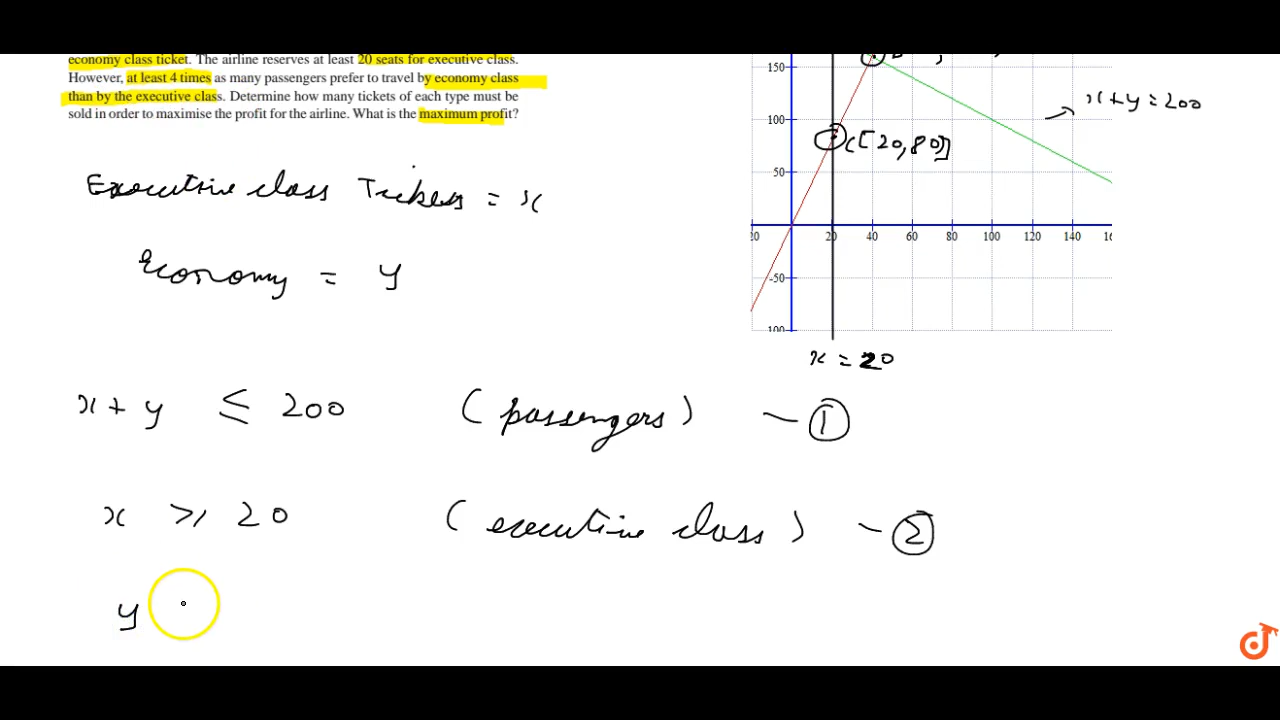 economy class ticket. The airline reserves at least 20 seats for executive class.
However, at least 4 times as many passengers prefer to travel by economy class
than by the executive class. Determine how many tickets of each type must be
sold in order to maximise the profit for the airline. What is the maximum profit?
Executive class Tickets = x
Economy = y
x + y ≤ 200 (passengers) - ①
x ≥ 20 (executive class) - ②
y
150
100
50
-50
100
20 20 40 60 80 100 120 140 16
x+y=200
C([20,80)]
x = 20